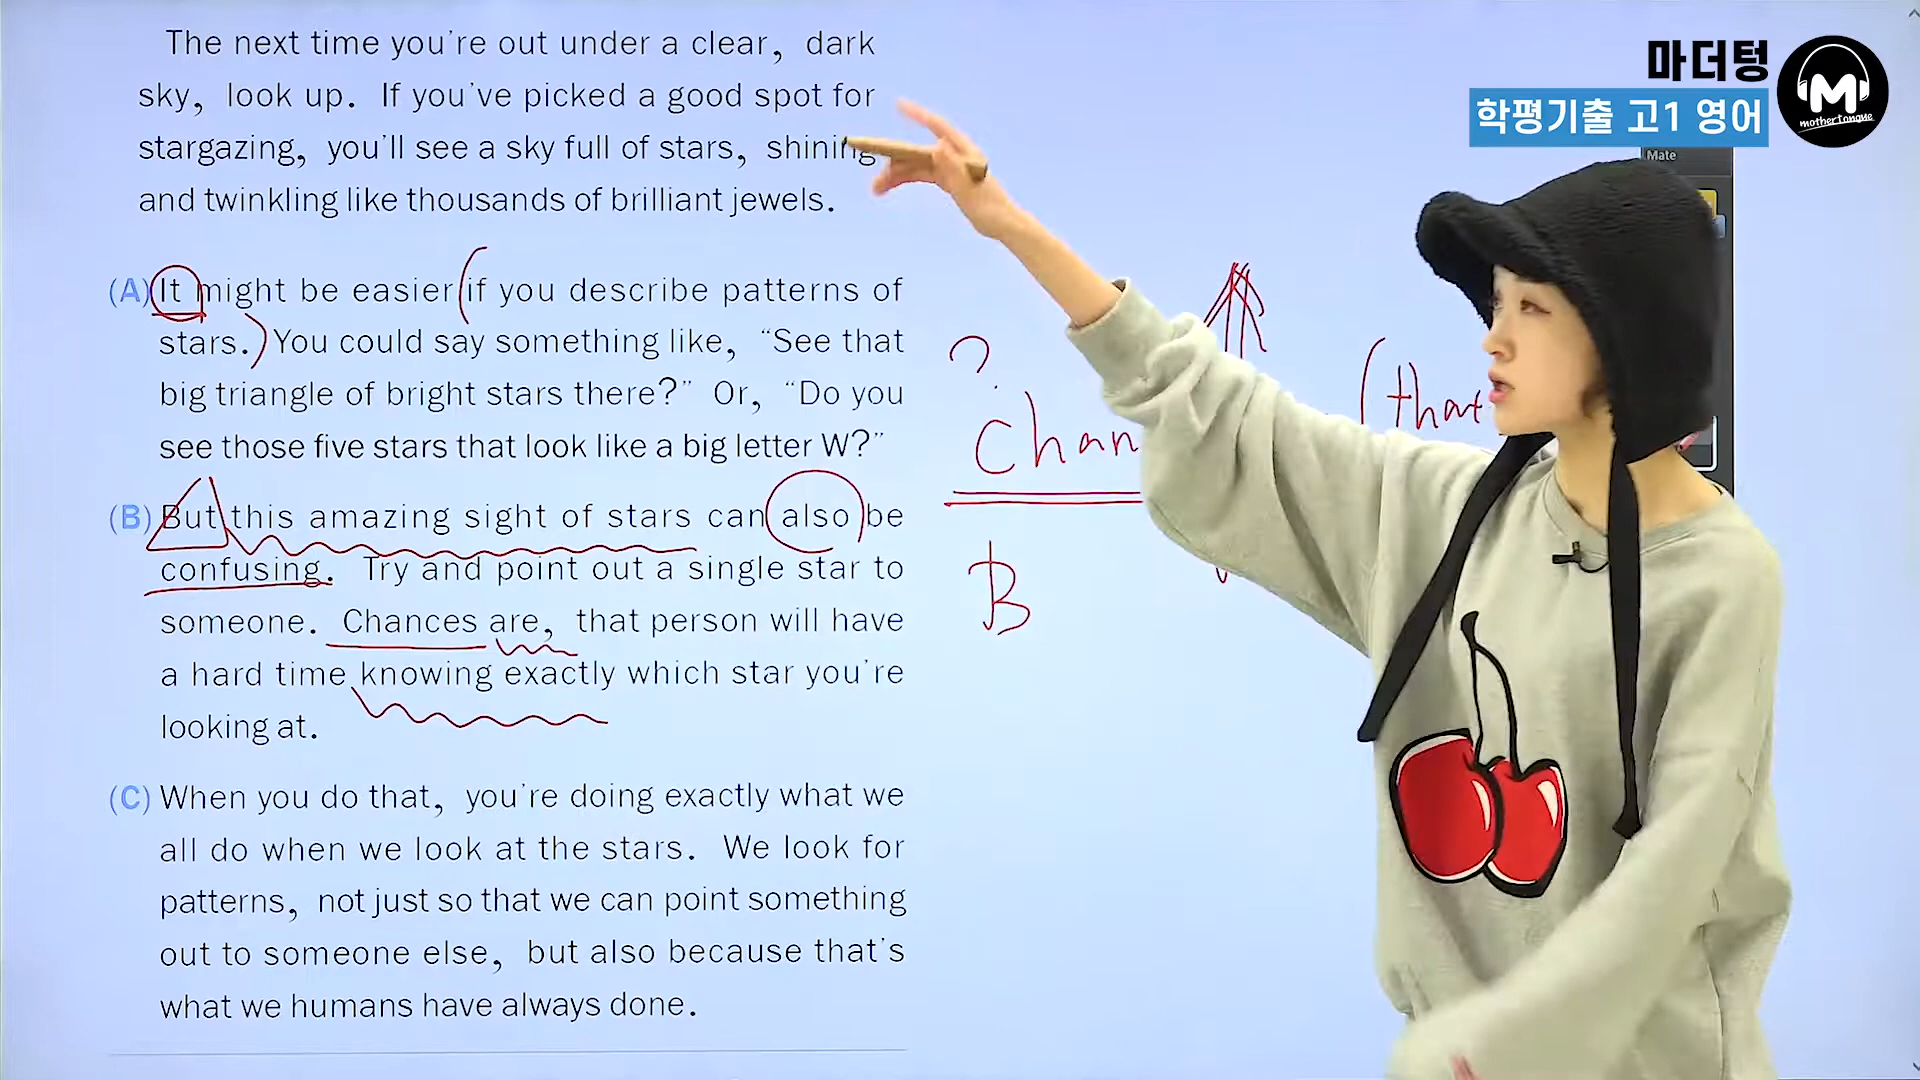 The next time you're out under a clear, dark
sky, look up. If you've picked a good spot for
stargazing, you'll see a sky full of stars, shining
and twinkling like thousands of brilliant jewels.
(A) It might be easier if you describe patterns of
stars. You could say something like, “See that
big triangle of bright stars there?” Or, “Do you
see those five stars that look like a big letter W?”
(B) But this amazing sight of stars can also be
confusing. Try and point out a single star to
someone. Chances are, that person will have
a hard time knowing exactly which star you're
looking at.
(C) When you do that, you're doing exactly what we
all do when we look at the stars. We look for
patterns, not just so that we can point something
out to someone else, but also because that's
what we humans have always done.
?
Chan
(that
B
마더텅
학평기출 고1 영어
M
mothertongue
Mate